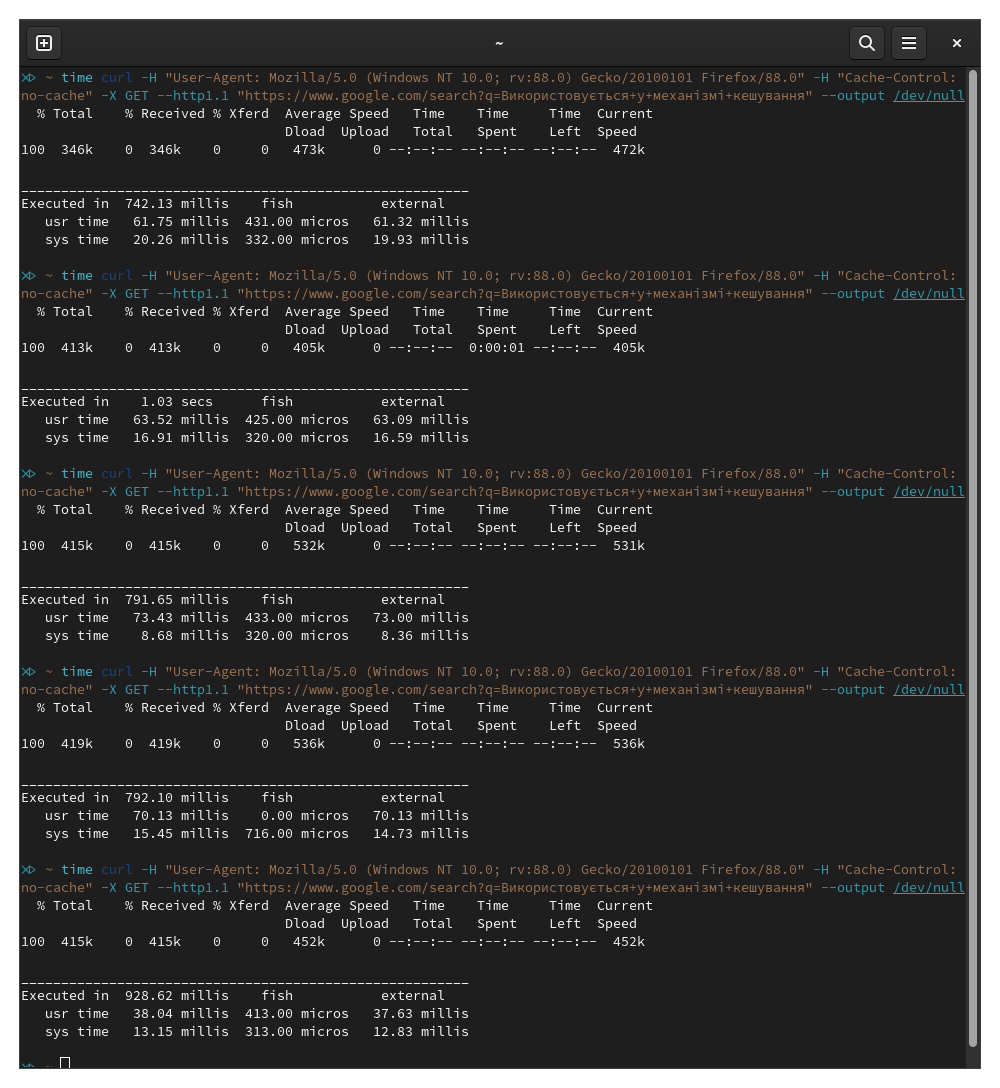 ~
⋊> ~ time curl -H "User-Agent: Mozilla/5.0 (Windows NT 10.0; rv:88.0) Gecko/20100101 Firefox/88.0" -H "Cache-Control:
no-cache" -X GET --http1.1 "https://www.google.com/search?q=Використовується+у+механізмі+кешування" --output /dev/null
% Total    % Received % Xferd  Average Speed   Time    Time     Time  Current
Dload  Upload   Total   Spent    Left  Speed
100  346k    0  346k    0     0   473k      0 --:--:-- --:--:-- --:--:--  472k
________________________________________________________
Executed in  742.13 millis    fish           external
usr time   61.75 millis  431.00 micros   61.32 millis
sys time   20.26 millis  332.00 micros   19.93 millis
⋊> ~ time curl -H "User-Agent: Mozilla/5.0 (Windows NT 10.0; rv:88.0) Gecko/20100101 Firefox/88.0" -H "Cache-Control:
no-cache" -X GET --http1.1 "https://www.google.com/search?q=Використовується+у+механізмі+кешування" --output /dev/null
% Total    % Received % Xferd  Average Speed   Time    Time     Time  Current
Dload  Upload   Total   Spent    Left  Speed
100  413k    0  413k    0     0   405k      0 --:--:--  0:00:01 --:--:--  405k
________________________________________________________
Executed in    1.03 secs      fish           external
usr time   63.52 millis  425.00 micros   63.09 millis
sys time   16.91 millis  320.00 micros   16.59 millis
⋊> ~ time curl -H "User-Agent: Mozilla/5.0 (Windows NT 10.0; rv:88.0) Gecko/20100101 Firefox/88.0" -H "Cache-Control:
no-cache" -X GET --http1.1 "https://www.google.com/search?q=Використовується+у+механізмі+кешування" --output /dev/null
% Total    % Received % Xferd  Average Speed   Time    Time     Time  Current
Dload  Upload   Total   Spent    Left  Speed
100  415k    0  415k    0     0   532k      0 --:--:-- --:--:-- --:--:--  531k
________________________________________________________
Executed in  791.65 millis    fish           external
usr time   73.43 millis  433.00 micros   73.00 millis
sys time    8.68 millis  320.00 micros    8.36 millis
⋊> ~ time curl -H "User-Agent: Mozilla/5.0 (Windows NT 10.0; rv:88.0) Gecko/20100101 Firefox/88.0" -H "Cache-Control:
no-cache" -X GET --http1.1 "https://www.google.com/search?q=Використовується+у+механізмі+кешування" --output /dev/null
% Total    % Received % Xferd  Average Speed   Time    Time     Time  Current
Dload  Upload   Total   Spent    Left  Speed
100  419k    0  419k    0     0   536k      0 --:--:-- --:--:-- --:--:--  536k
________________________________________________________
Executed in  792.10 millis    fish           external
usr time   70.13 millis    0.00 micros   70.13 millis
sys time   15.45 millis  716.00 micros   14.73 millis
⋊> ~ time curl -H "User-Agent: Mozilla/5.0 (Windows NT 10.0; rv:88.0) Gecko/20100101 Firefox/88.0" -H "Cache-Control:
no-cache" -X GET --http1.1 "https://www.google.com/search?q=Використовується+у+механізмі+кешування" --output /dev/null
% Total    % Received % Xferd  Average Speed   Time    Time     Time  Current
Dload  Upload   Total   Spent    Left  Speed
100  415k    0  415k    0     0   452k      0 --:--:-- --:--:-- --:--:--  452k
________________________________________________________
Executed in  928.62 millis    fish           external
usr time   38.04 millis  413.00 micros   37.63 millis
sys time   13.15 millis  313.00 micros   12.83 millis
⋊> ~